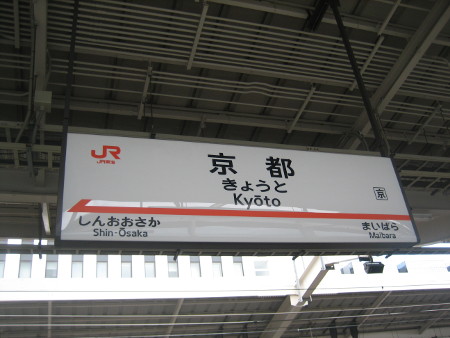 JR
JR東海
京都
きょうと
Kyōto
京
しんおおさか
Shin-Ōsaka
まいばら
Maibara